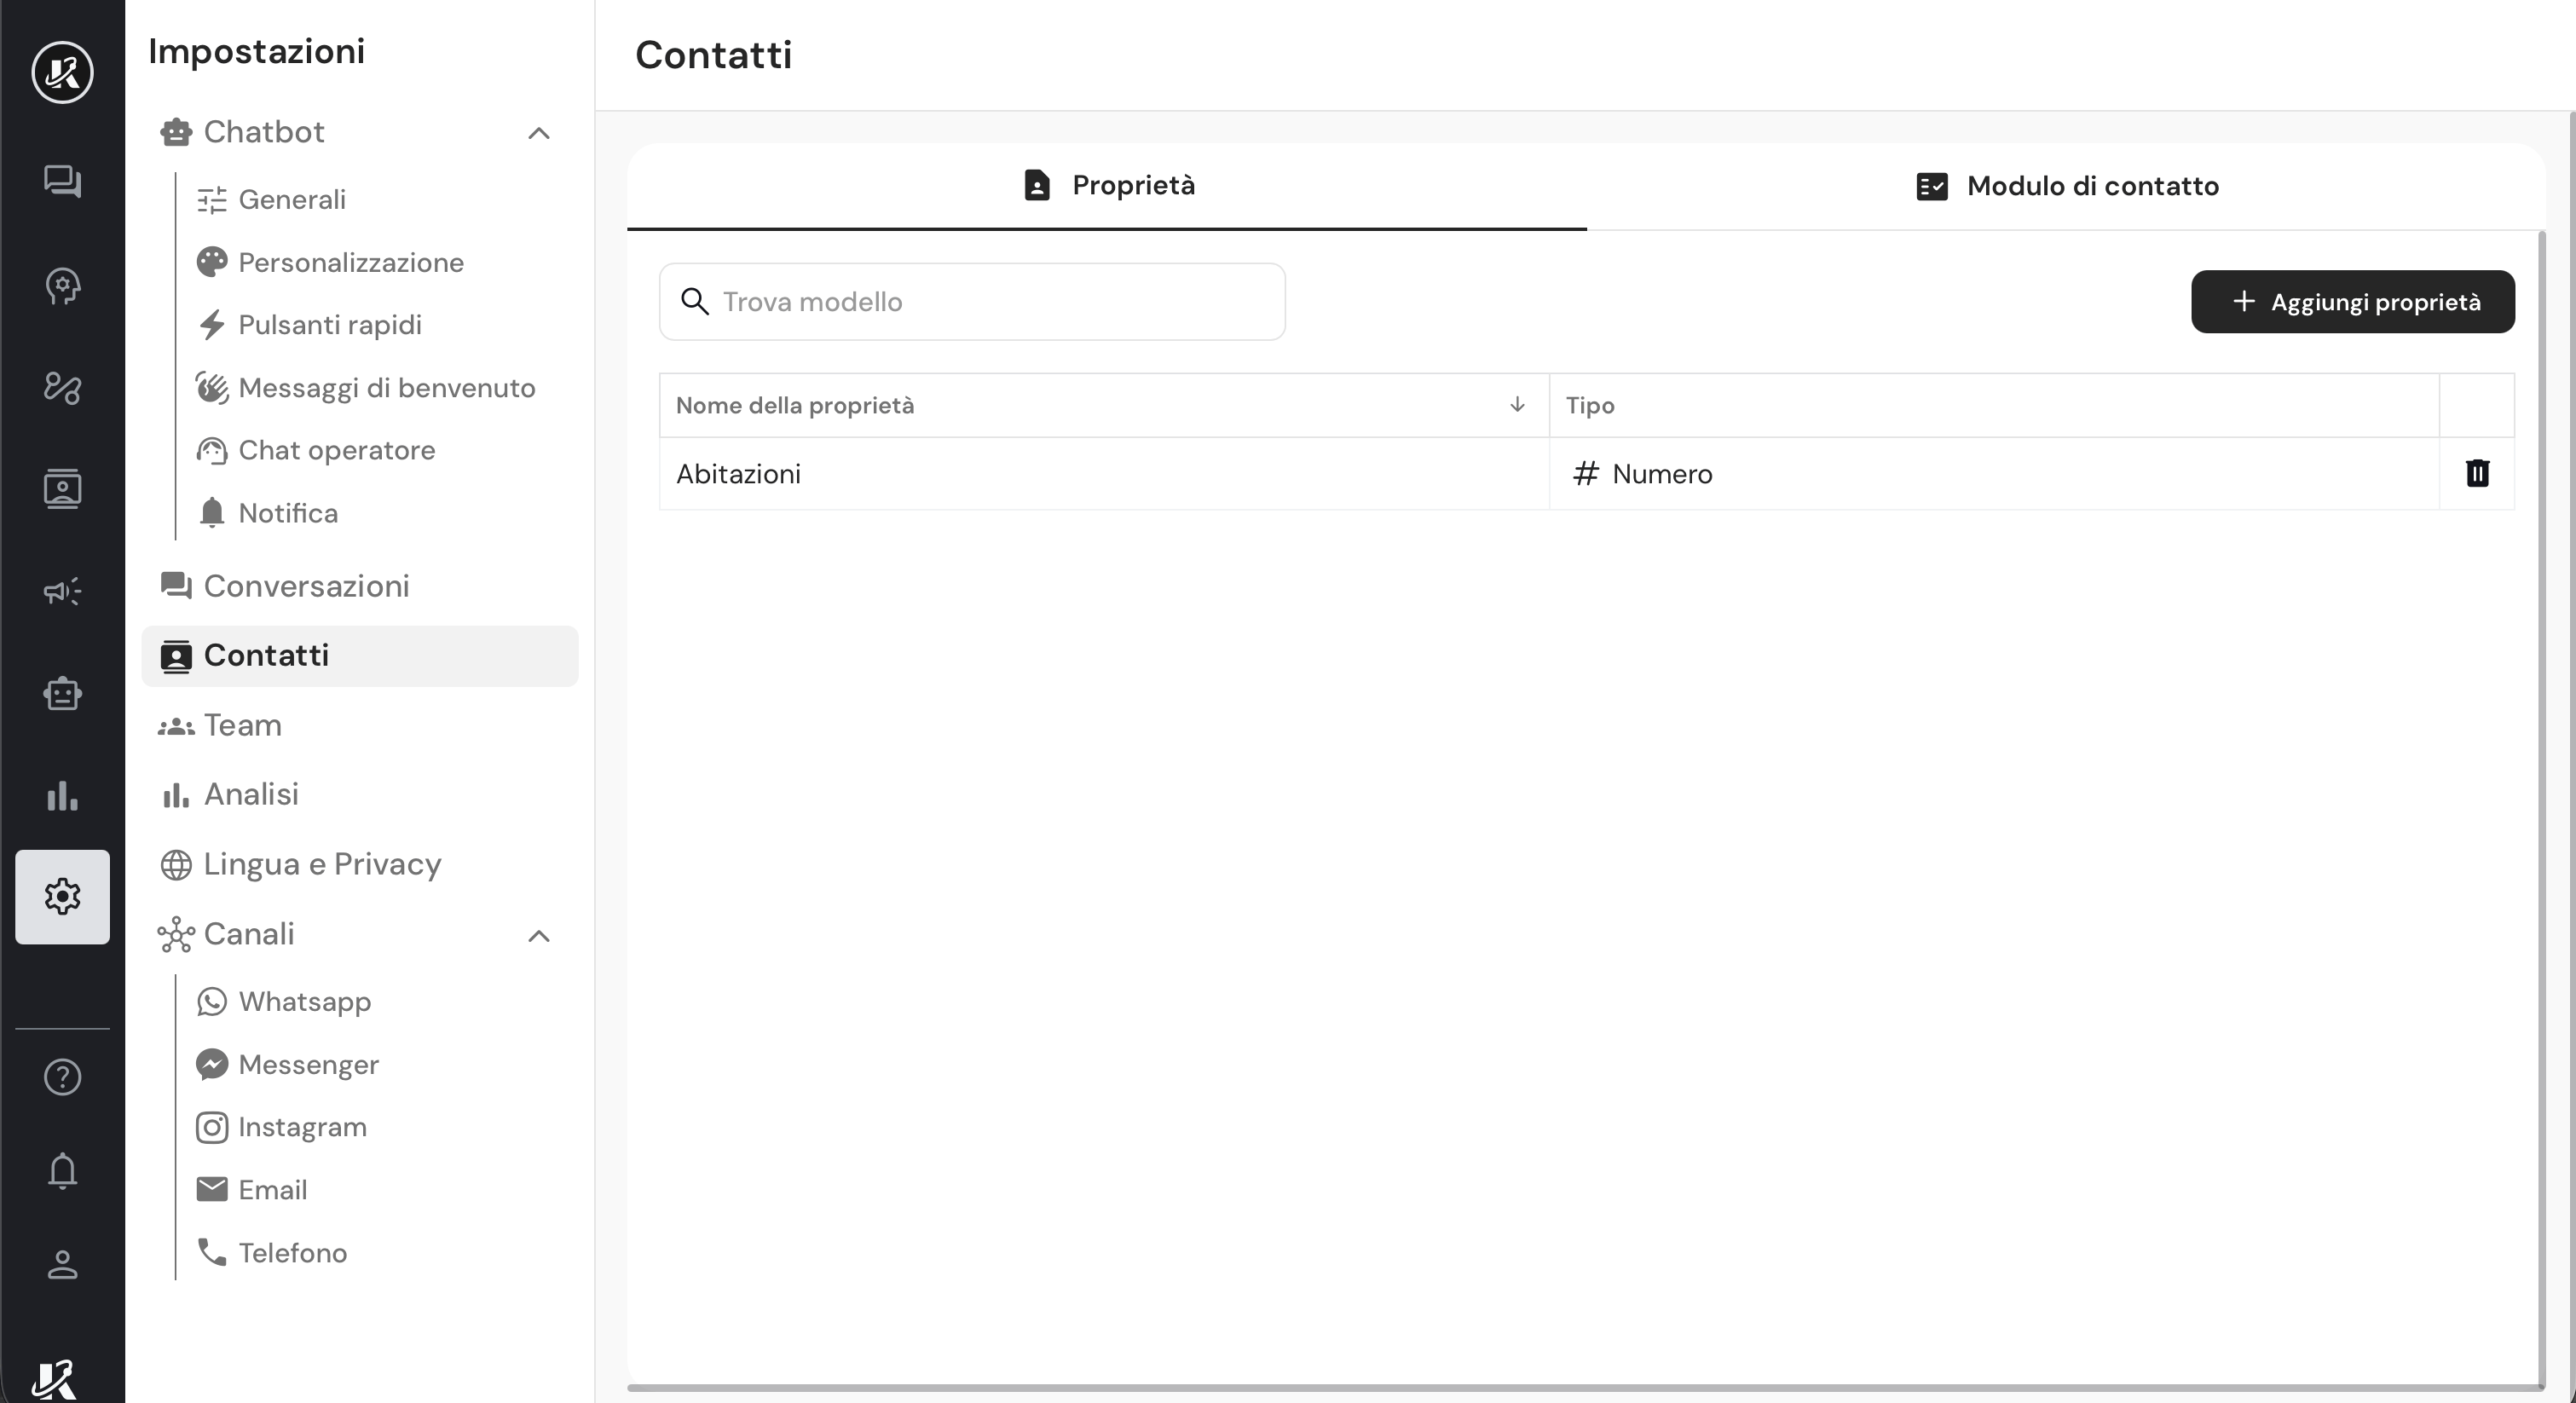 Impostazioni
Chatbot
Generali
Personalizzazione
Pulsanti rapidi
Messaggi di benvenuto
Chat operatore
Notifica
Conversazioni
Contatti
Team
Analisi
Lingua e Privacy
Canali
Whatsapp
Messenger
Instagram
Email
Telefono
Contatti
Proprietà
Modulo di contatto
Trova modello
+ Aggiungi proprietà
Nome della proprietà
Tipo
Abitazioni
# Numero